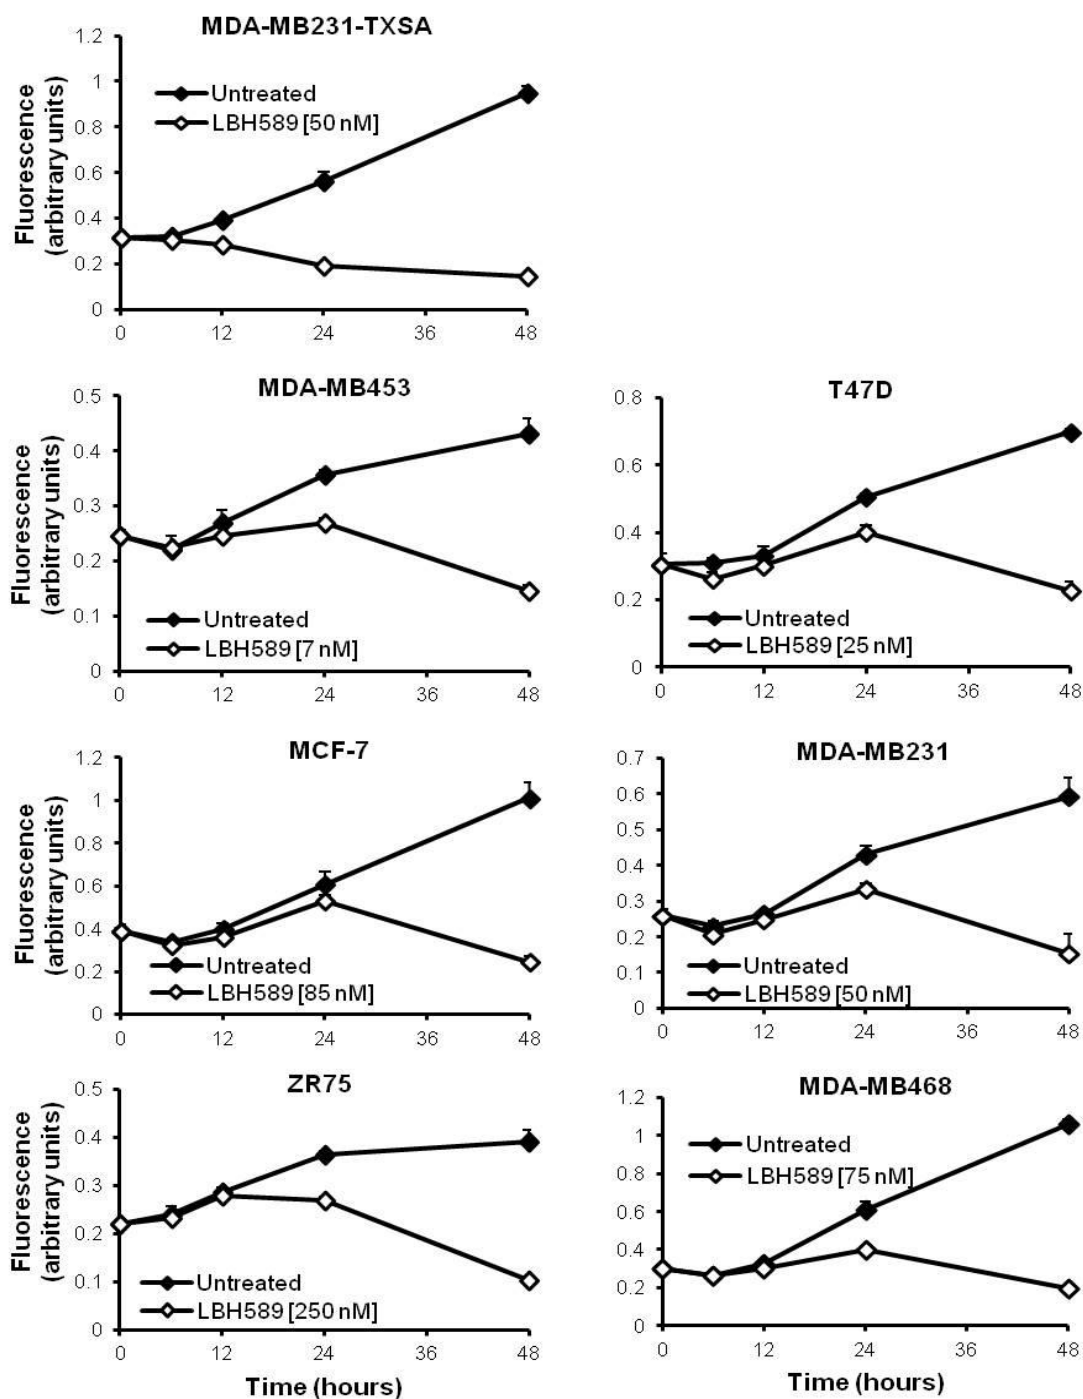 MDA-MB231-TXSA
Fluorescence
(arbitrary units)
1.2
1
0.8
0.6
0.4
0.2
0
Untreated
LBH589 [50 nM]
0 12 24 36 48
MDA-MB453
Fluorescence
(arbitrary units)
0.5
0.4
0.3
0.2
0.1
0
Untreated
LBH589 [7 nM]
0 12 24 36 48
T47D
0.8
0.6
0.4
0.2
0
Untreated
LBH589 [25 nM]
0 12 24 36 48
MCF-7
Fluorescence
(arbitrary units)
1.2
1
0.8
0.6
0.4
0.2
0
Untreated
LBH589 [85 nM]
0 12 24 36 48
MDA-MB231
0.7
0.6
0.5
0.4
0.3
0.2
0.1
0
Untreated
LBH589 [50 nM]
0 12 24 36 48
ZR75
Fluorescence
(arbitrary units)
0.5
0.4
0.3
0.2
0.1
0
Untreated
LBH589 [250 nM]
0 12 24 36 48
Time (hours)
MDA-MB468
1.2
1
0.8
0.6
0.4
0.2
0
Untreated
LBH589 [75 nM]
0 12 24 36 48
Time (hours)